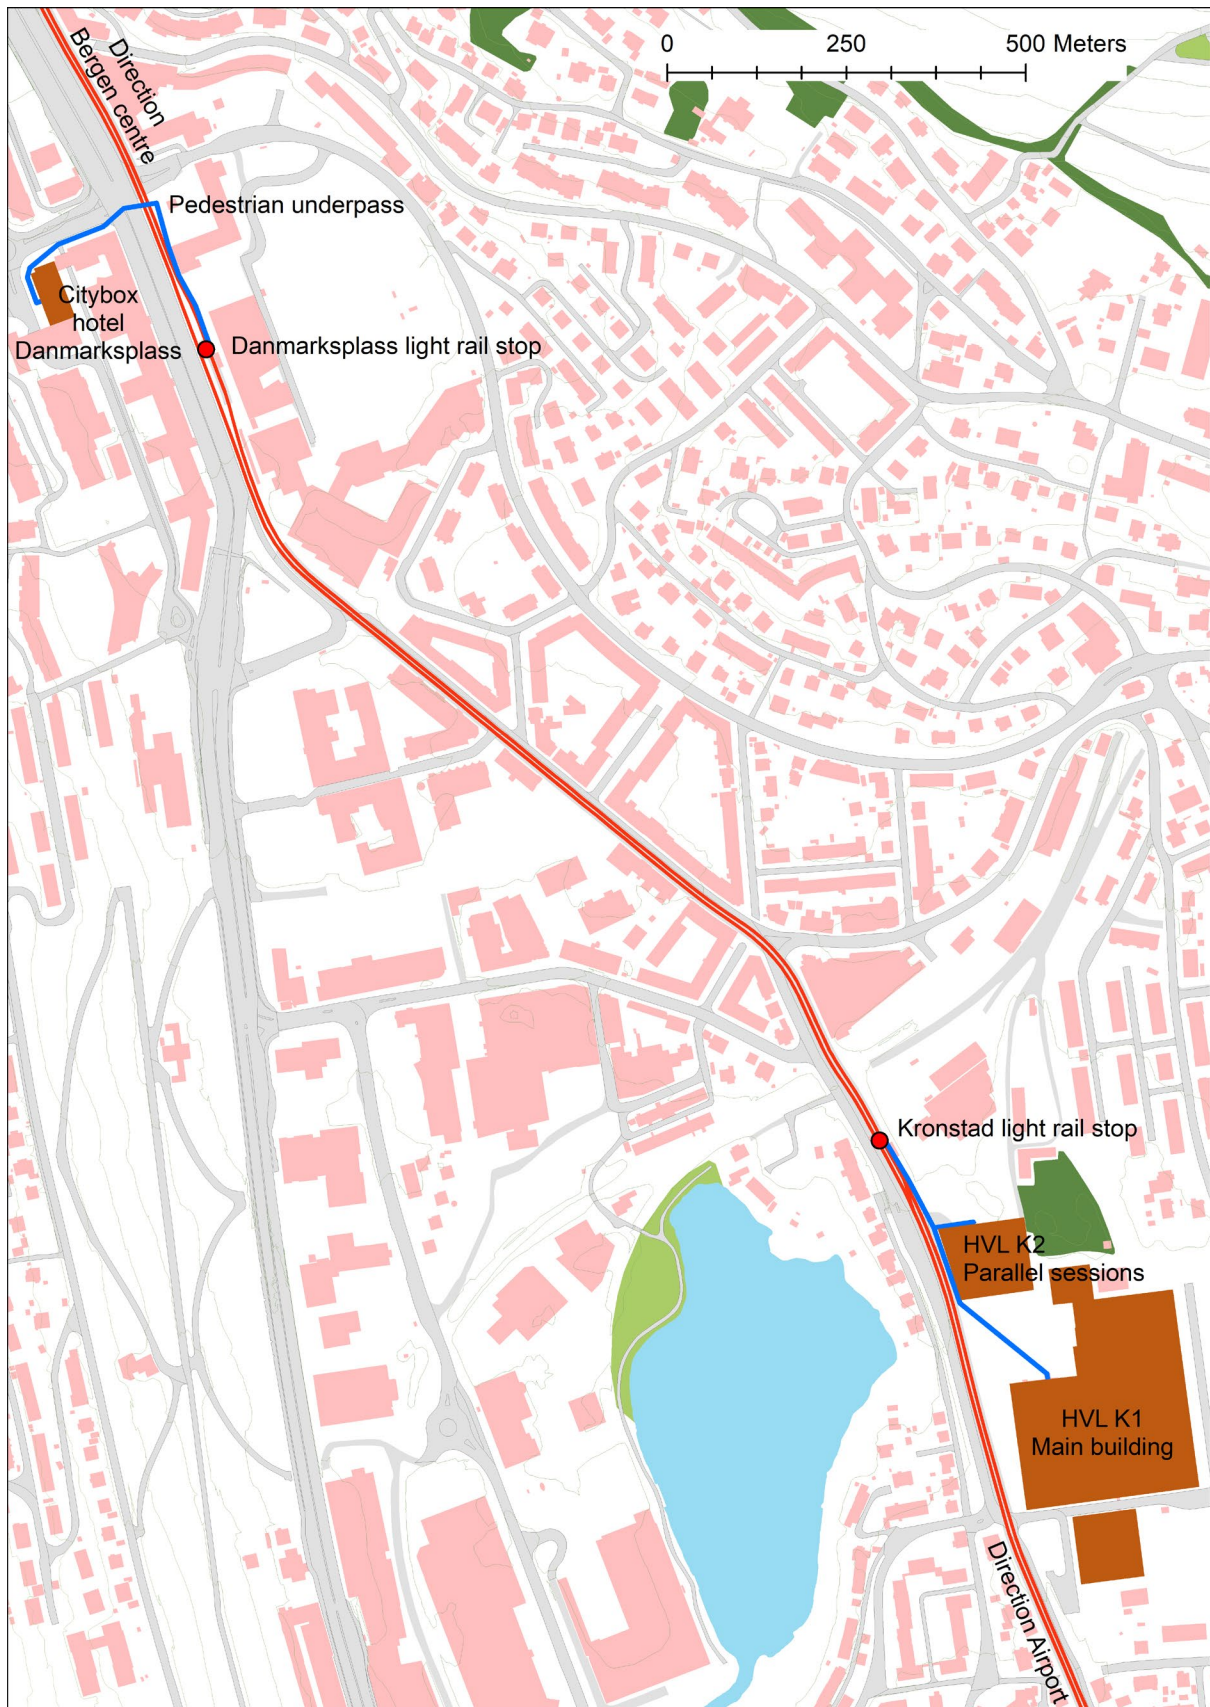 0 250 500 Meters
Direction
Bergen centre
Pedestrian underpass
Citybox
hotel
Danmarksplass
Danmarksplass light rail stop
Kronstad light rail stop
HVL K2
Parallel sessions
HVL K1
Main building
Direction Airport